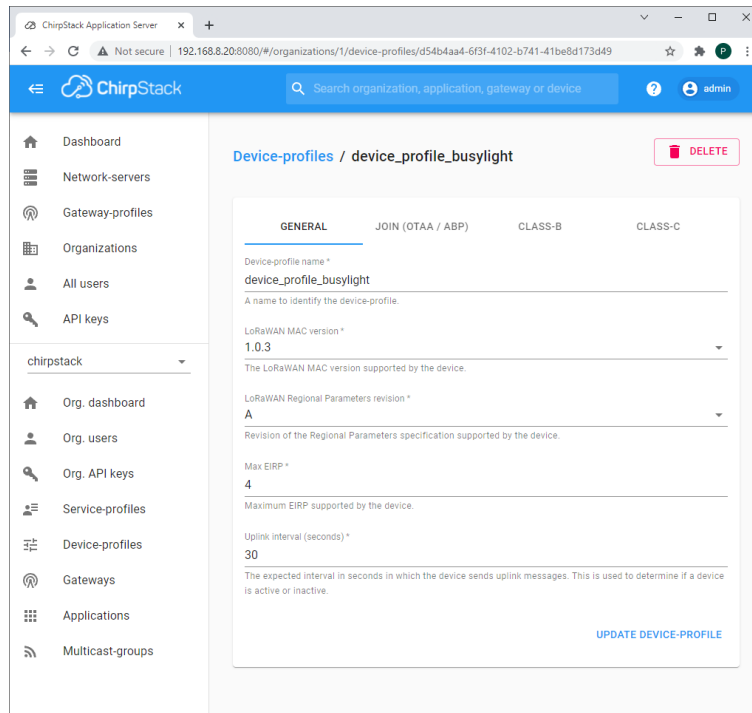 ChirpStack Application Server
Not secure | 192.168.8.20:8080/#/organizations/1/device-profiles/d54b4aa4-6f3f-4102-b741-41be8d173d49
P
ChirpStack
Search organization, application, gateway or device
?
admin
Dashboard
Network-servers
Gateway-profiles
Organizations
All users
API keys
chirpstack
Org. dashboard
Org. users
Org. API keys
Service-profiles
Device-profiles
Gateways
Applications
Multicast-groups
Device-profiles / device_profile_busylight
DELETE
GENERAL JOIN (OTAA / ABP) CLASS-B CLASS-C
Device-profile name *
device_profile_busylight
A name to identify the device-profile.
LoRaWAN MAC version *
1.0.3
The LoRaWAN MAC version supported by the device.
LoRaWAN Regional Parameters revision *
A
Revision of the Regional Parameters specification supported by the device.
Max EIRP *
4
Maximum EIRP supported by the device.
Uplink interval (seconds) *
30
The expected interval in seconds in which the device sends uplink messages. This is used to determine if a device
is active or inactive.
UPDATE DEVICE-PROFILE